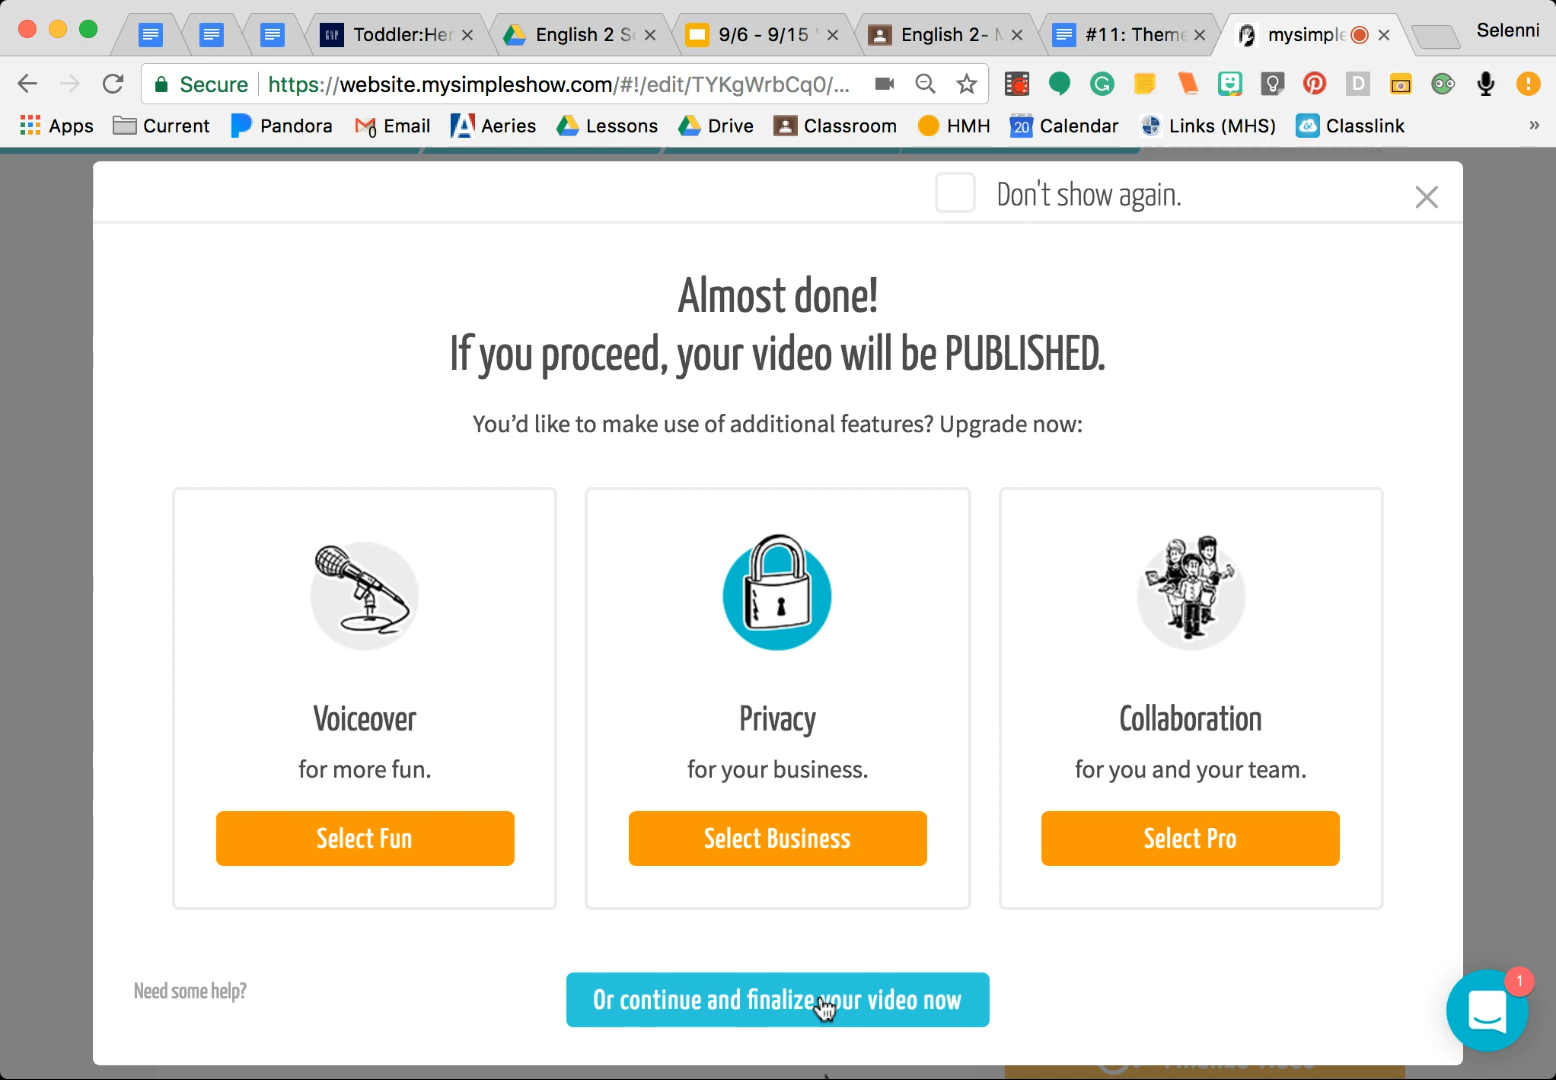 Toddler:Her
English 2 Sc
9/6 - 9/15
English 2-
#11: Theme
mysimple
Selenni
Secure
https://website.mysimpleshow.com/#!/edit/TYKgWrbCq0/...
Apps
Current
Pandora
Email
Aeries
Lessons
Drive
Classroom
HMH
20
Calendar
Links (MHS)
Classlink
»
Don't show again.
Almost done!
If you proceed, your video will be PUBLISHED.
You'd like to make use of additional features? Upgrade now:
Voiceover
for more fun.
Select Fun
Privacy
for your business.
Select Business
Collaboration
for you and your team.
Select Pro
Need some help?
Or continue and finalize your video now
1